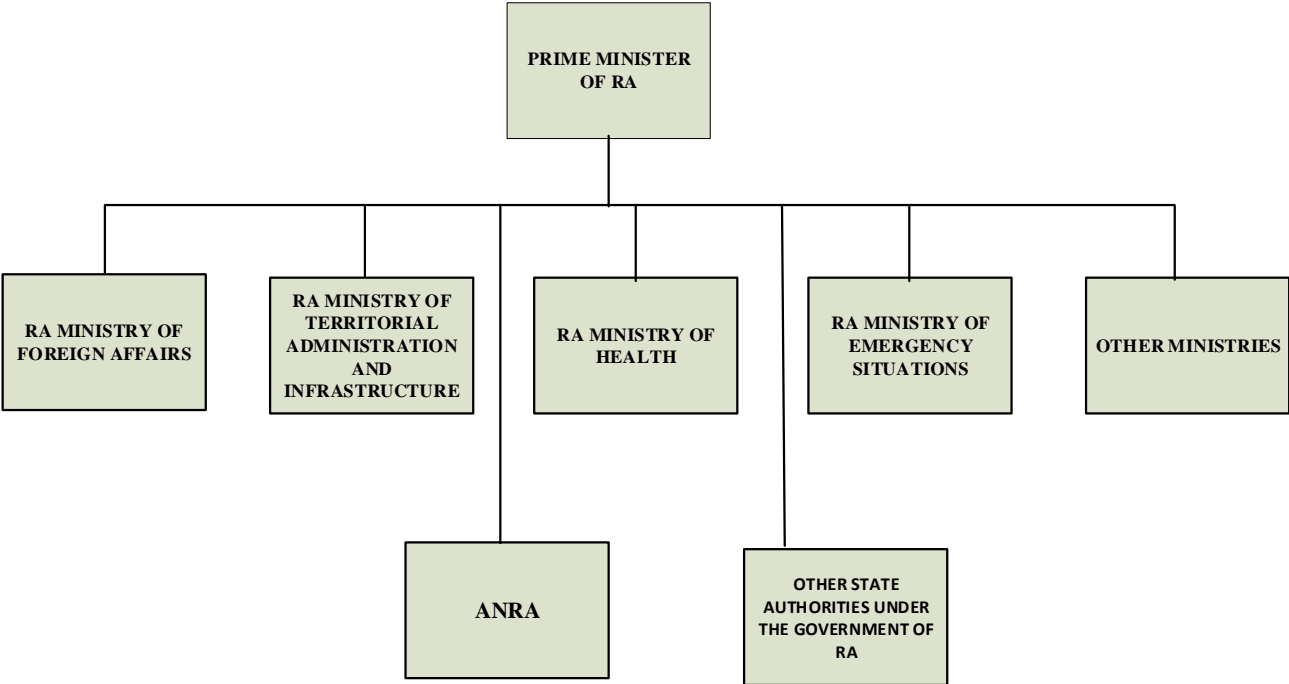 PRIME MINISTER
OF RA
RA MINISTRY OF
FOREIGN AFFAIRS
RA MINISTRY OF
TERRITORIAL
ADMINISTRATION
AND
INFRASTRUCTURE
RA MINISTRY OF
HEALTH
RA MINISTRY OF
EMERGENCY
SITUATIONS
OTHER MINISTRIES
ANRA
OTHER STATE
AUTHORITIES UNDER
THE GOVERNMENT OF
RA